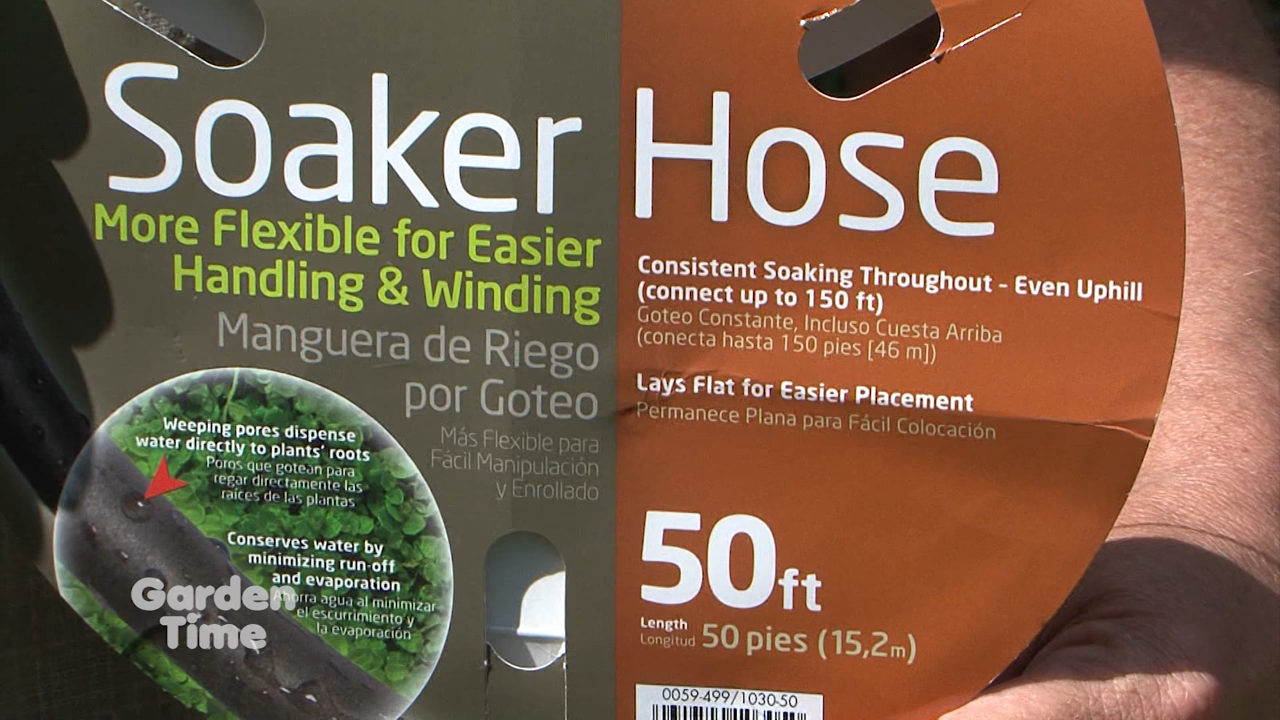 Soaker Hose
More Flexible for Easier
Handling & Winding
Manguera de Riego
por Goteo
Más Flexible para
Fácil Manipulación
y Enrollado
Weeping pores dispense
water directly to plants' roots
Poros que gotean para
regar directamente las
raíces de las plantas
Conserves water by
minimizing run-off
and evaporation
Ahorra agua al minimizar
el escurrimiento y
la evaporación
Garden
Time
Consistent Soaking Throughout – Even Uphill
(connect up to 150 ft)
Goteo Constante, Incluso Cuesta Arriba
(conecta hasta 150 pies [46 m])
Lays Flat for Easier Placement
Permanece Plana para Fácil Colocación
50 ft
Length
Longitud 50 pies (15,2m)
0059-499/1030-50